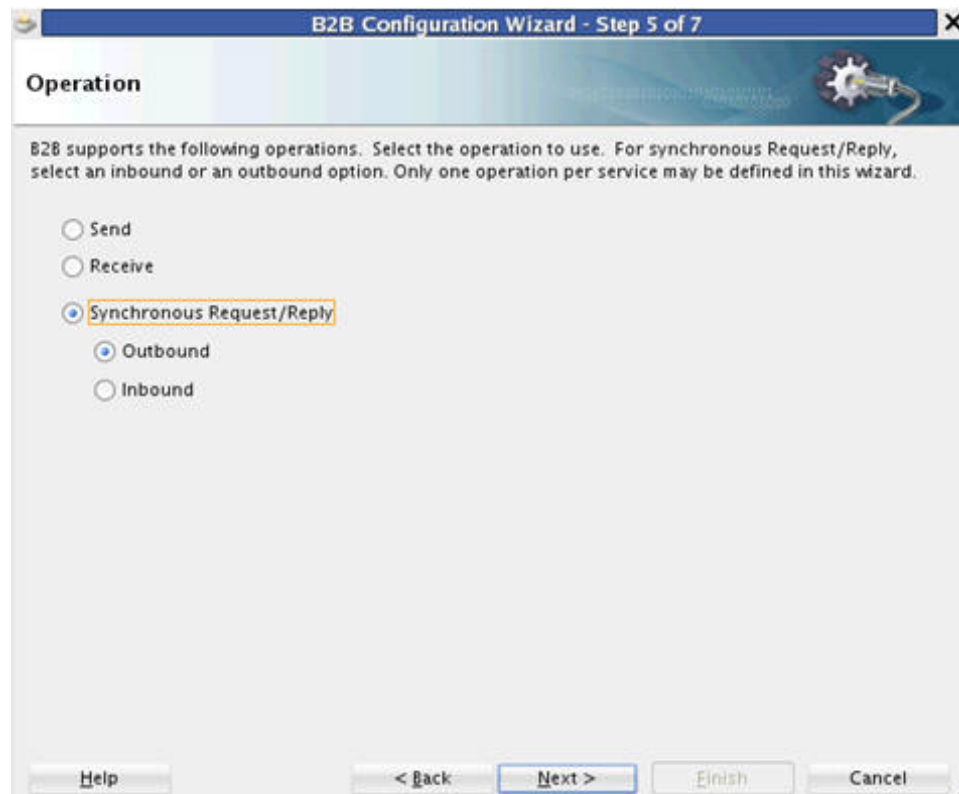 B2B Configuration Wizard - Step 5 of 7
Operation
B2B supports the following operations. Select the operation to use. For synchronous Request/Reply,
select an inbound or an outbound option. Only one operation per service may be defined in this wizard.
Send
Receive
Synchronous Request/Reply
Outbound
Inbound
Help
< Back
Next >
Finish
Cancel